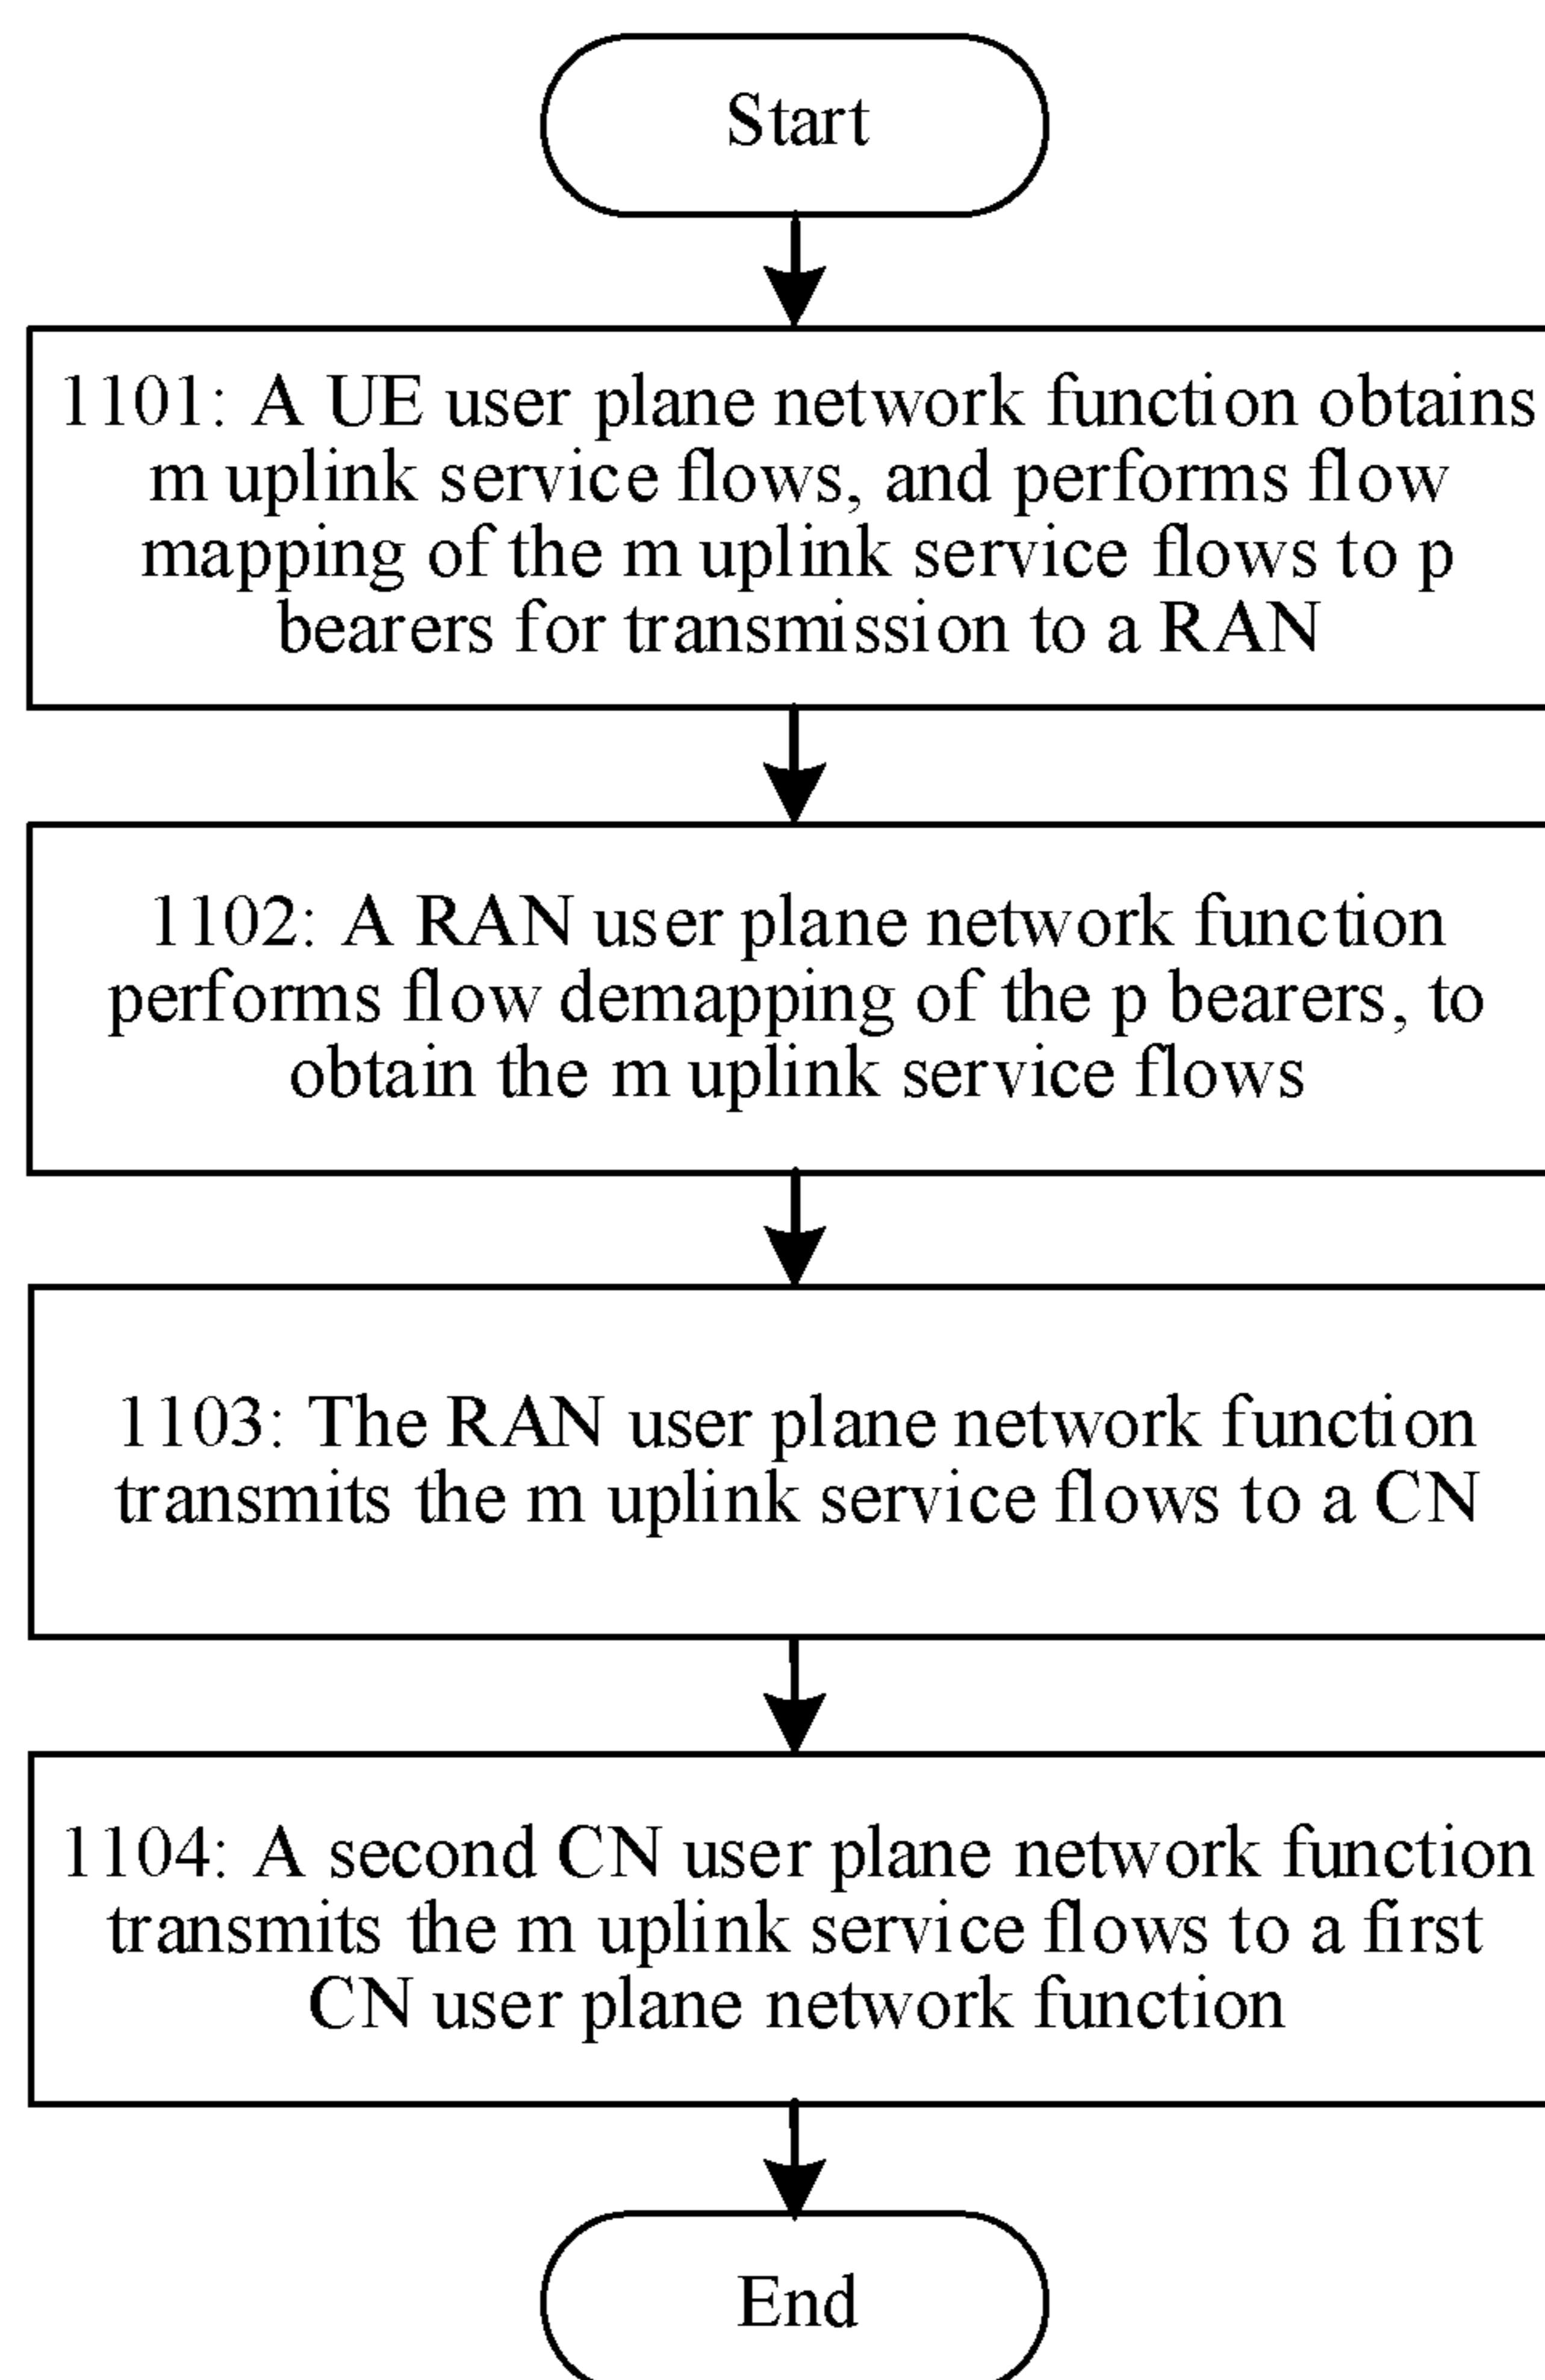 Start
1101: A UE user plane network function obtains
m uplink service flows, and performs flow
mapping of the m uplink service flows to p
bearers for transmission to a RAN
1102: A RAN user plane network function
performs flow demapping of the p bearers, to
obtain the m uplink service flows
1103: The RAN user plane network function
transmits the m uplink service flows to a CN
1104: A second CN user plane network function
transmits the m uplink service flows to a first
CN user plane network function
End